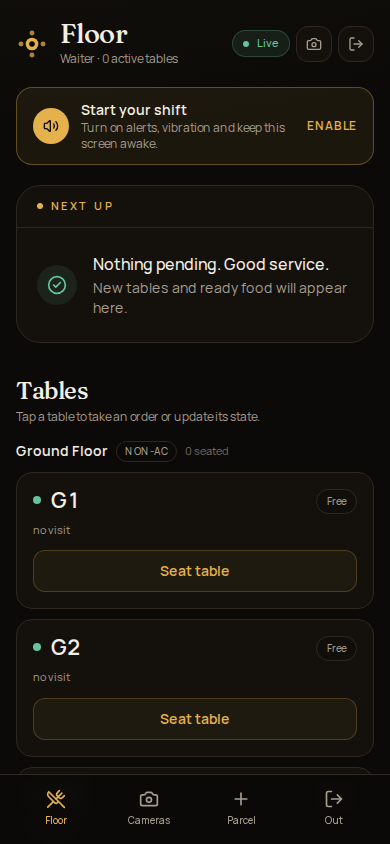 Floor
Waiter · 0 active tables
Live
Start your shift
Turn on alerts, vibration and keep this
screen awake.
ENABLE
NEXT UP
Nothing pending. Good service.
New tables and ready food will appear
here.
Tables
Tap a table to take an order or update its state.
Ground Floor NON-AC 0 seated
G1 Free
no visit
Seat table
G2 Free
no visit
Seat table
Floor Cameras Parcel Out